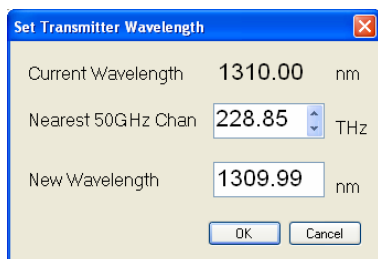 Set Transmitter Wavelength
Current Wavelength 1310.00 nm
Nearest 50GHz Chan 228.85 THz
New Wavelength 1309.99 nm
OK Cancel